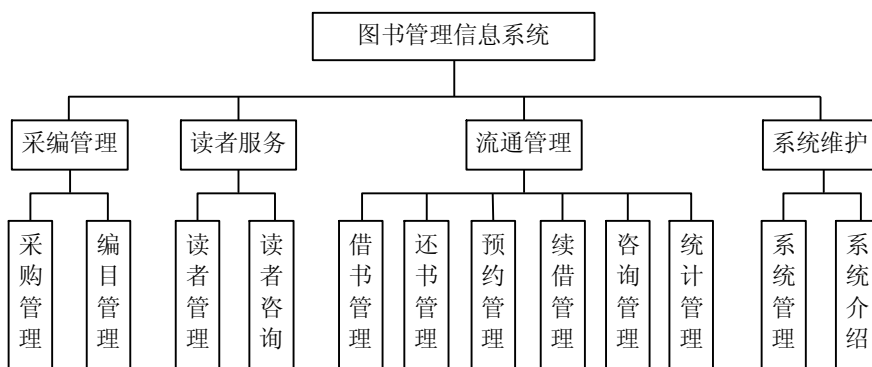 图书管理信息系统
采编管理
读者服务
流通管理
系统维护
采购管理
编目管理
读者管理
读者咨询
借书管理
还书管理
预约管理
续借管理
咨询管理
统计管理
系统管理
系统介绍